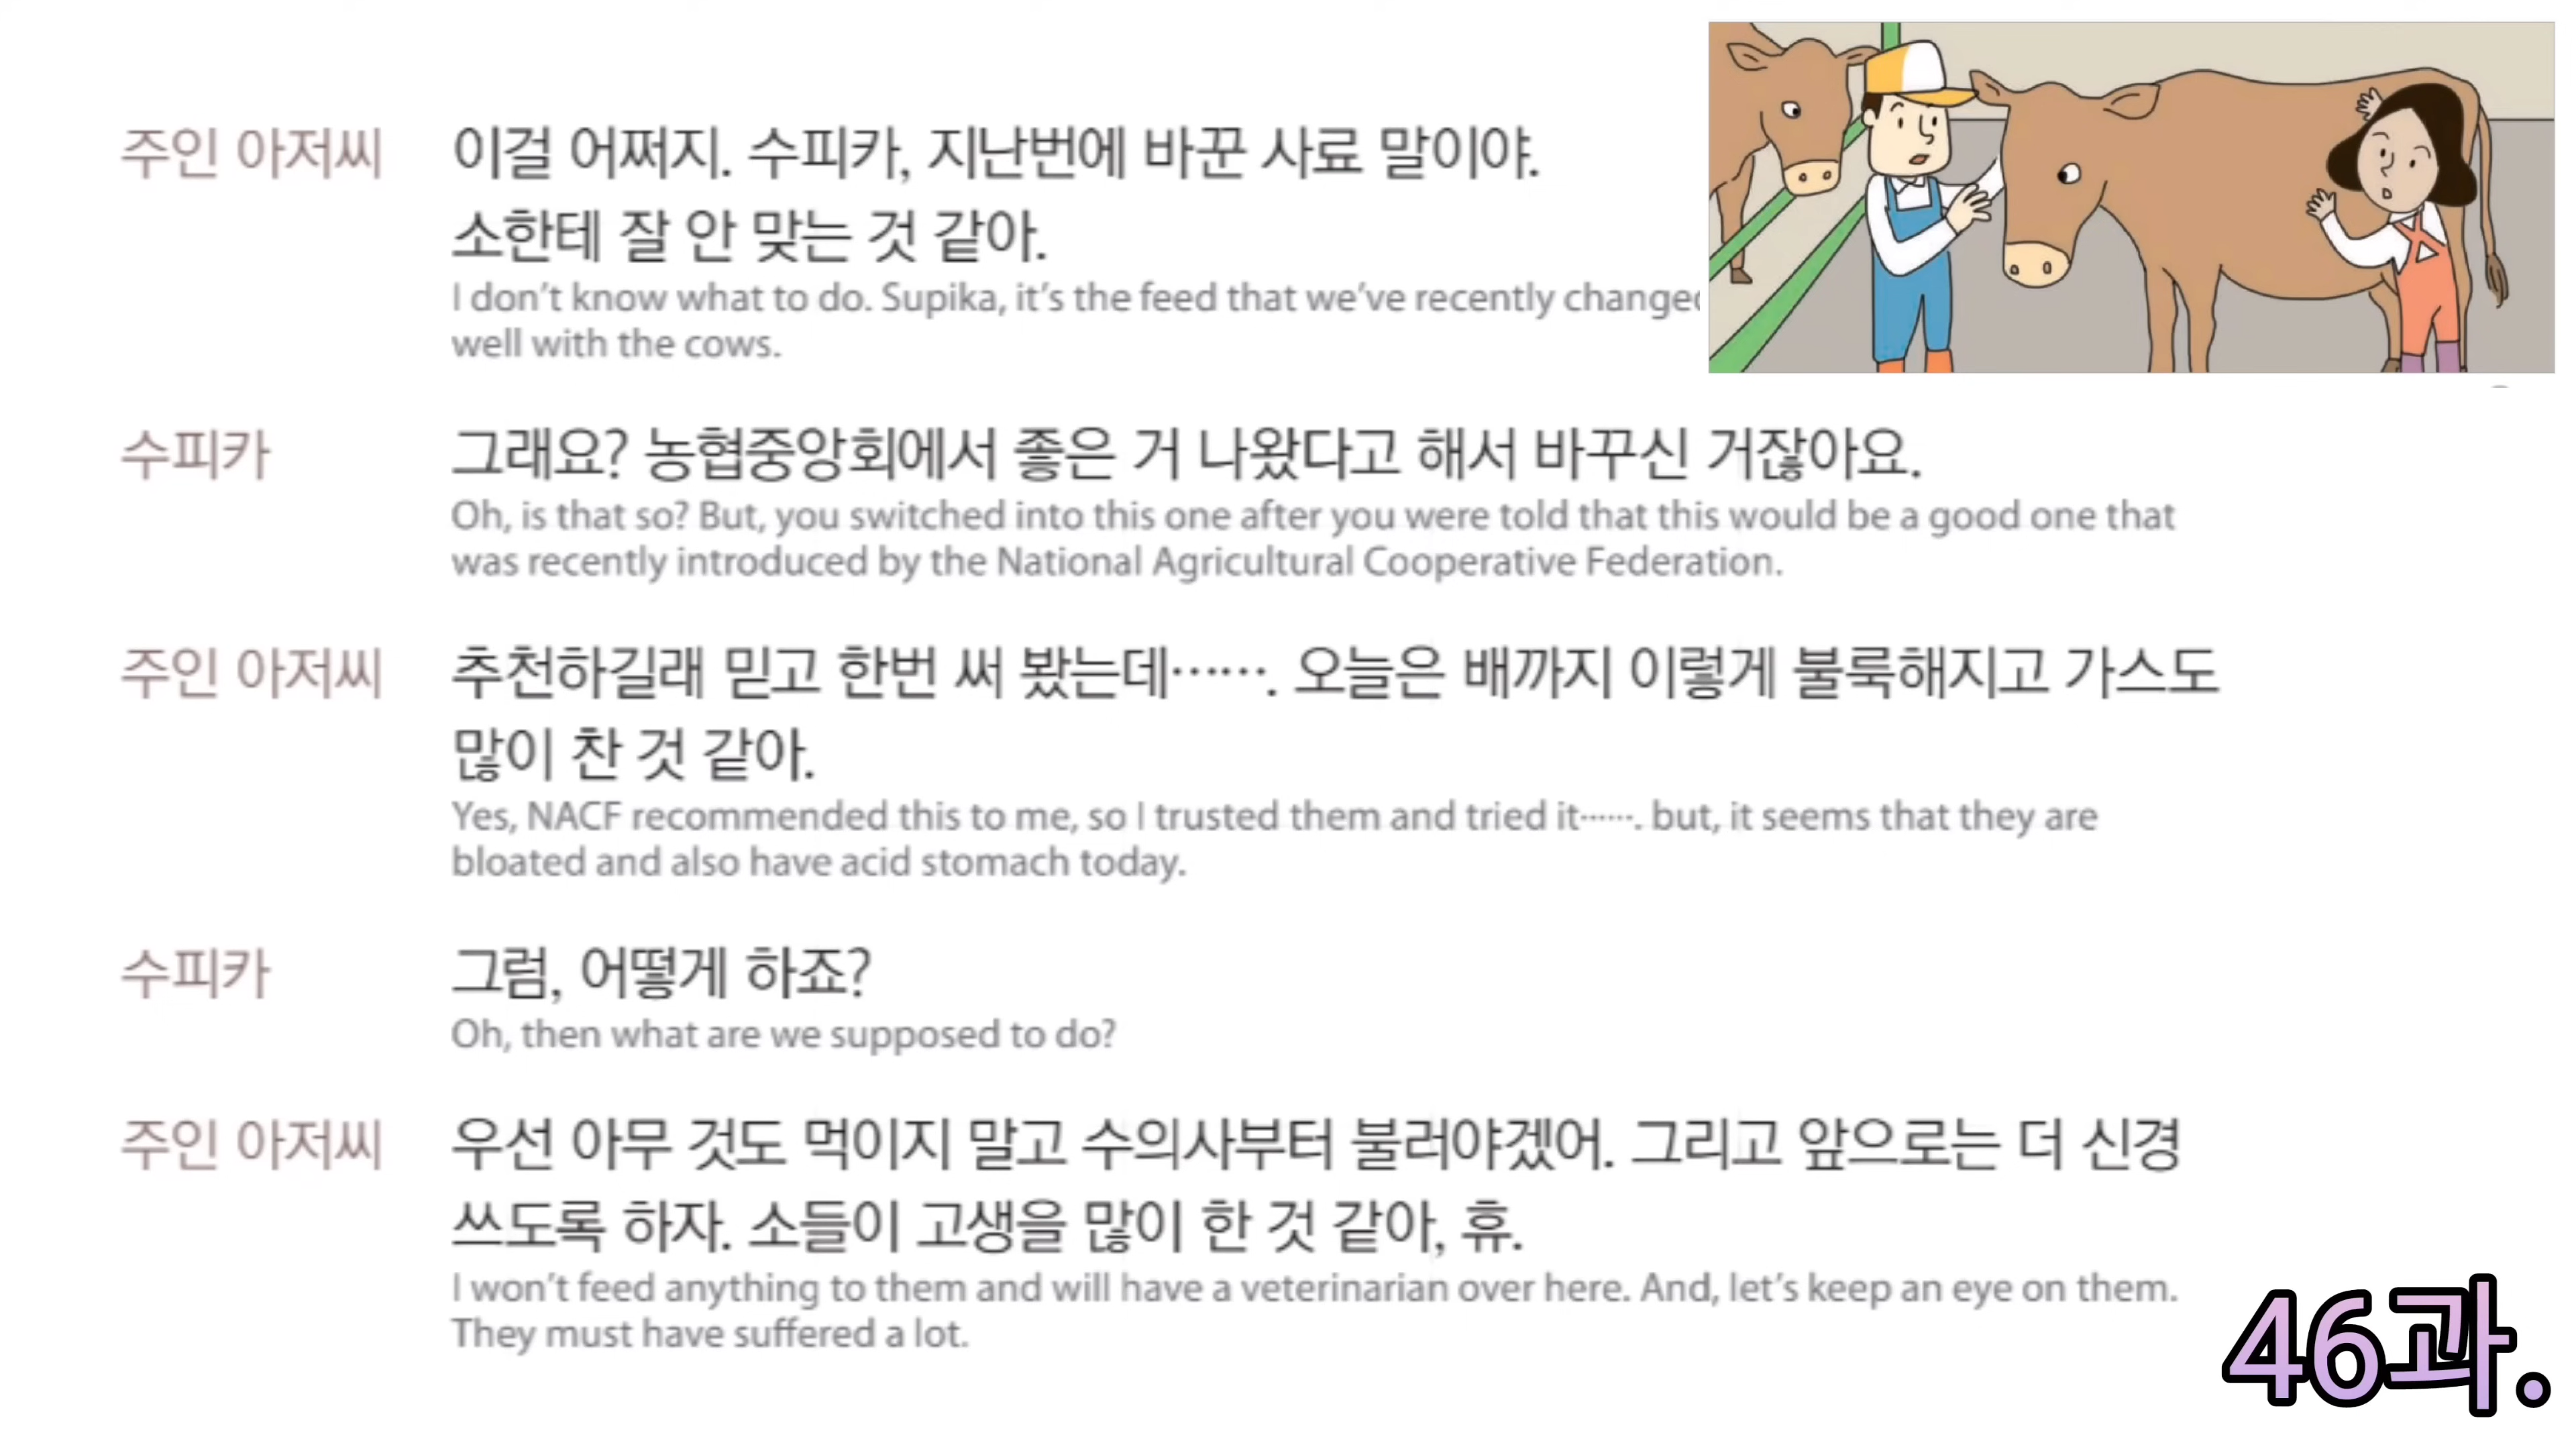 주인 아저씨 이걸 어쩌지. 수피카, 지난번에 바꾼 사료 말이야.
소한테 잘 안 맞는 것 같아.
I don't know what to do. Supika, it's the feed that we've recently
well with the cows.
수피카 그래요? 농협중앙회에서 좋은 거 나왔다고 해서 바꾸신 거잖아요.
Oh, is that so? But, you switched into this one after you were told that this would be a good one that
was recently introduced by the National Agricultural Cooperative Federation.
주인 아저씨 추천하길래 믿고 한번 써 봤는데⋯⋯. 오늘은 배까지 이렇게 불룩해지고 가스도
많이 찬 것 같아.
Yes, NACF recommended this to me, so I trusted them and tried it⋯⋯. but, it seems that they are
bloated and also have acid stomach today.
수피카 그럼, 어떻게 하죠?
Oh, then what are we supposed to do?
주인 아저씨 우선 아무 것도 먹이지 말고 수의사부터 불러야겠어. 그리고 앞으로는 더 신경
쓰도록 하자. 소들이 고생을 많이 한 것 같아, 휴.
I won't feed anything to them and will have a veterinarian over here. And, let's keep an eye on them.
They must have suffered a lot.
46과.